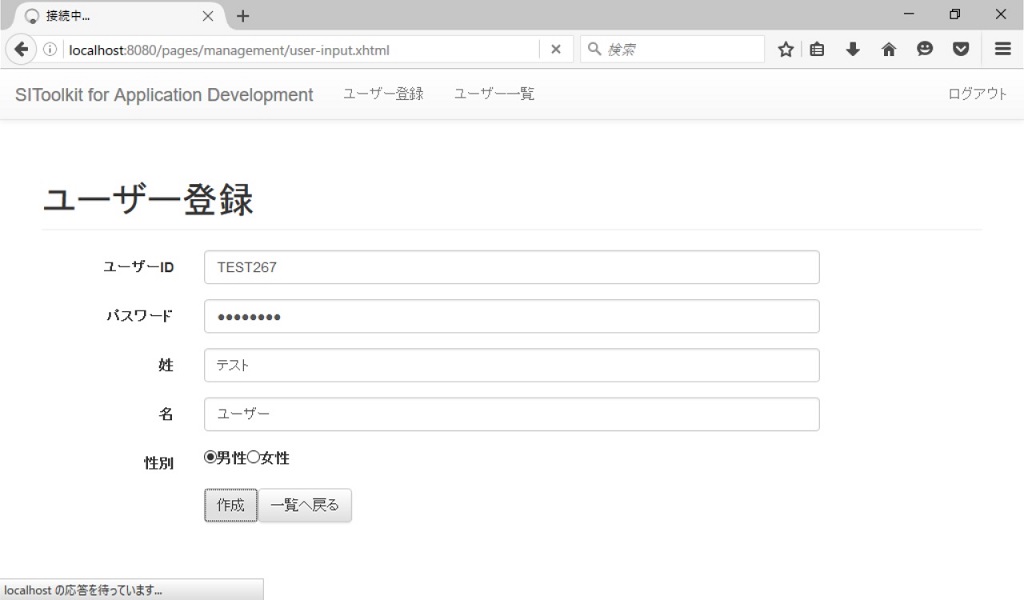 接続中...
localhost:8080/pages/management/user-input.xhtml
検索
SIToolkit for Application Development
ユーザー登録
ユーザー一覧
ログアウト
ユーザー登録
ユーザーID
TEST267
パスワード
●●●●●●●●
姓
テスト
名
ユーザー
性別
男性 女性
作成
一覧へ戻る
localhost の応答を待っています...